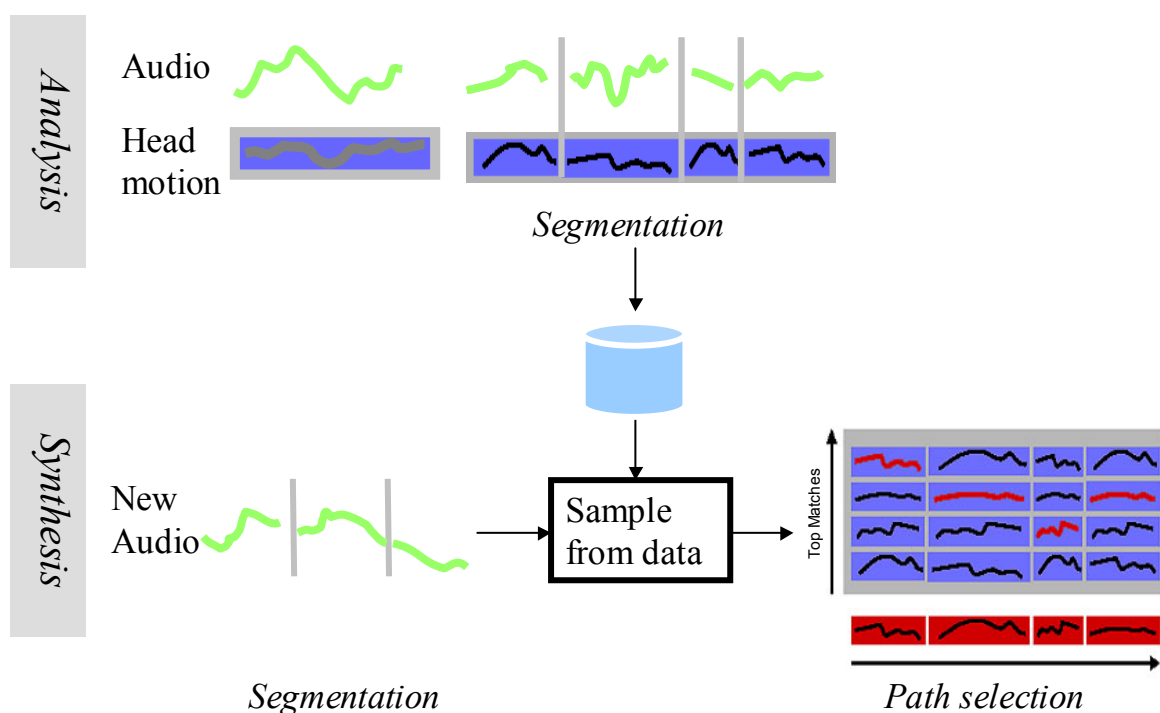 Analysis
Audio
Head
motion
Segmentation
Synthesis
New
Audio
Sample
from data
Top Matches
Segmentation
Path selection